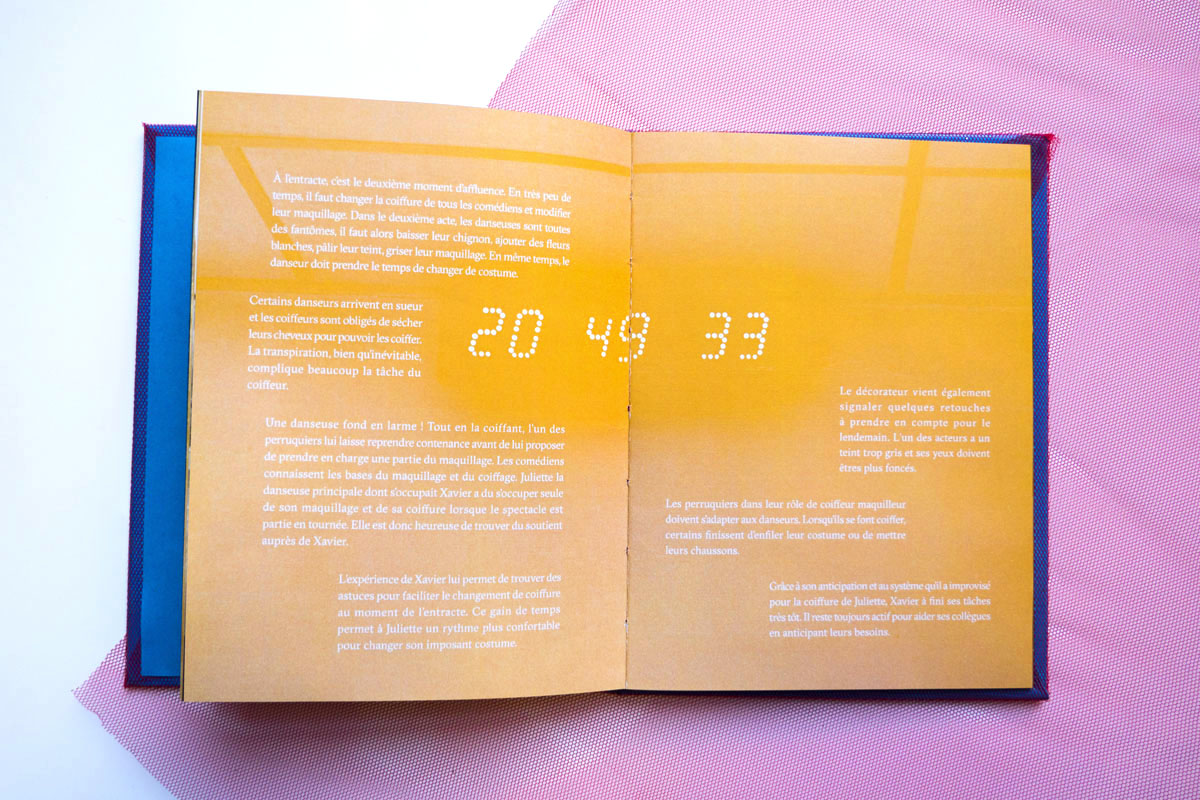 À l'entracte, c'est le deuxième moment d'affluence. En très peu de
temps, il faut changer la coiffure de tous les comédiens et modifier
leur maquillage. Dans le deuxième acte, les danseuses sont toutes
des fantômes, il faut alors baisser leur chignon, ajouter des fleurs
blanches, pâlir leur teint, griser leur maquillage. En même temps, le
danseur doit prendre le temps de changer de costume.
Certains danseurs arrivent en sueur
et les coiffeurs sont obligés de sécher
leurs cheveux pour pouvoir les coiffer.
La transpiration, bien qu'inévitable,
complique beaucoup la tâche du
coiffeur.
20 49 33
Une danseuse fond en larme ! Tout en la coiffant, l'un des
perruquiers lui laisse reprendre contenance avant de lui proposer
de prendre en charge une partie du maquillage. Les comédiens
connaissent les bases du maquillage et du coiffage. Juliette la
danseuse principale dont s'occupait Xavier a du s'occuper seule
de son maquillage et de sa coiffure lorsque le spectacle est
partie en tournée. Elle est donc heureuse de trouver du soutient
auprès de Xavier.
L'expérience de Xavier lui permet de trouver des
astuces pour faciliter le changement de coiffure
au moment de l'entracte. Ce gain de temps
permet à Juliette un rythme plus confortable
pour changer son imposant costume.
Le décorateur vient également
signaler quelques retouches
à prendre en compte pour le
lendemain. L'un des acteurs a un
teint trop gris et ses yeux doivent
êtres plus foncés.
Les perruquiers dans leur rôle de coiffeur maquilleur
doivent s'adapter aux danseurs. Lorsqu'ils se font coiffer,
certains finissent d'enfiler leur costume ou de mettre
leurs chaussons.
Grâce à son anticipation et au système qu'il a improvisé
pour la coiffure de Juliette, Xavier à fini ses tâches
très tôt. Il reste toujours actif pour aider ses collègues
en anticipant leurs besoins.